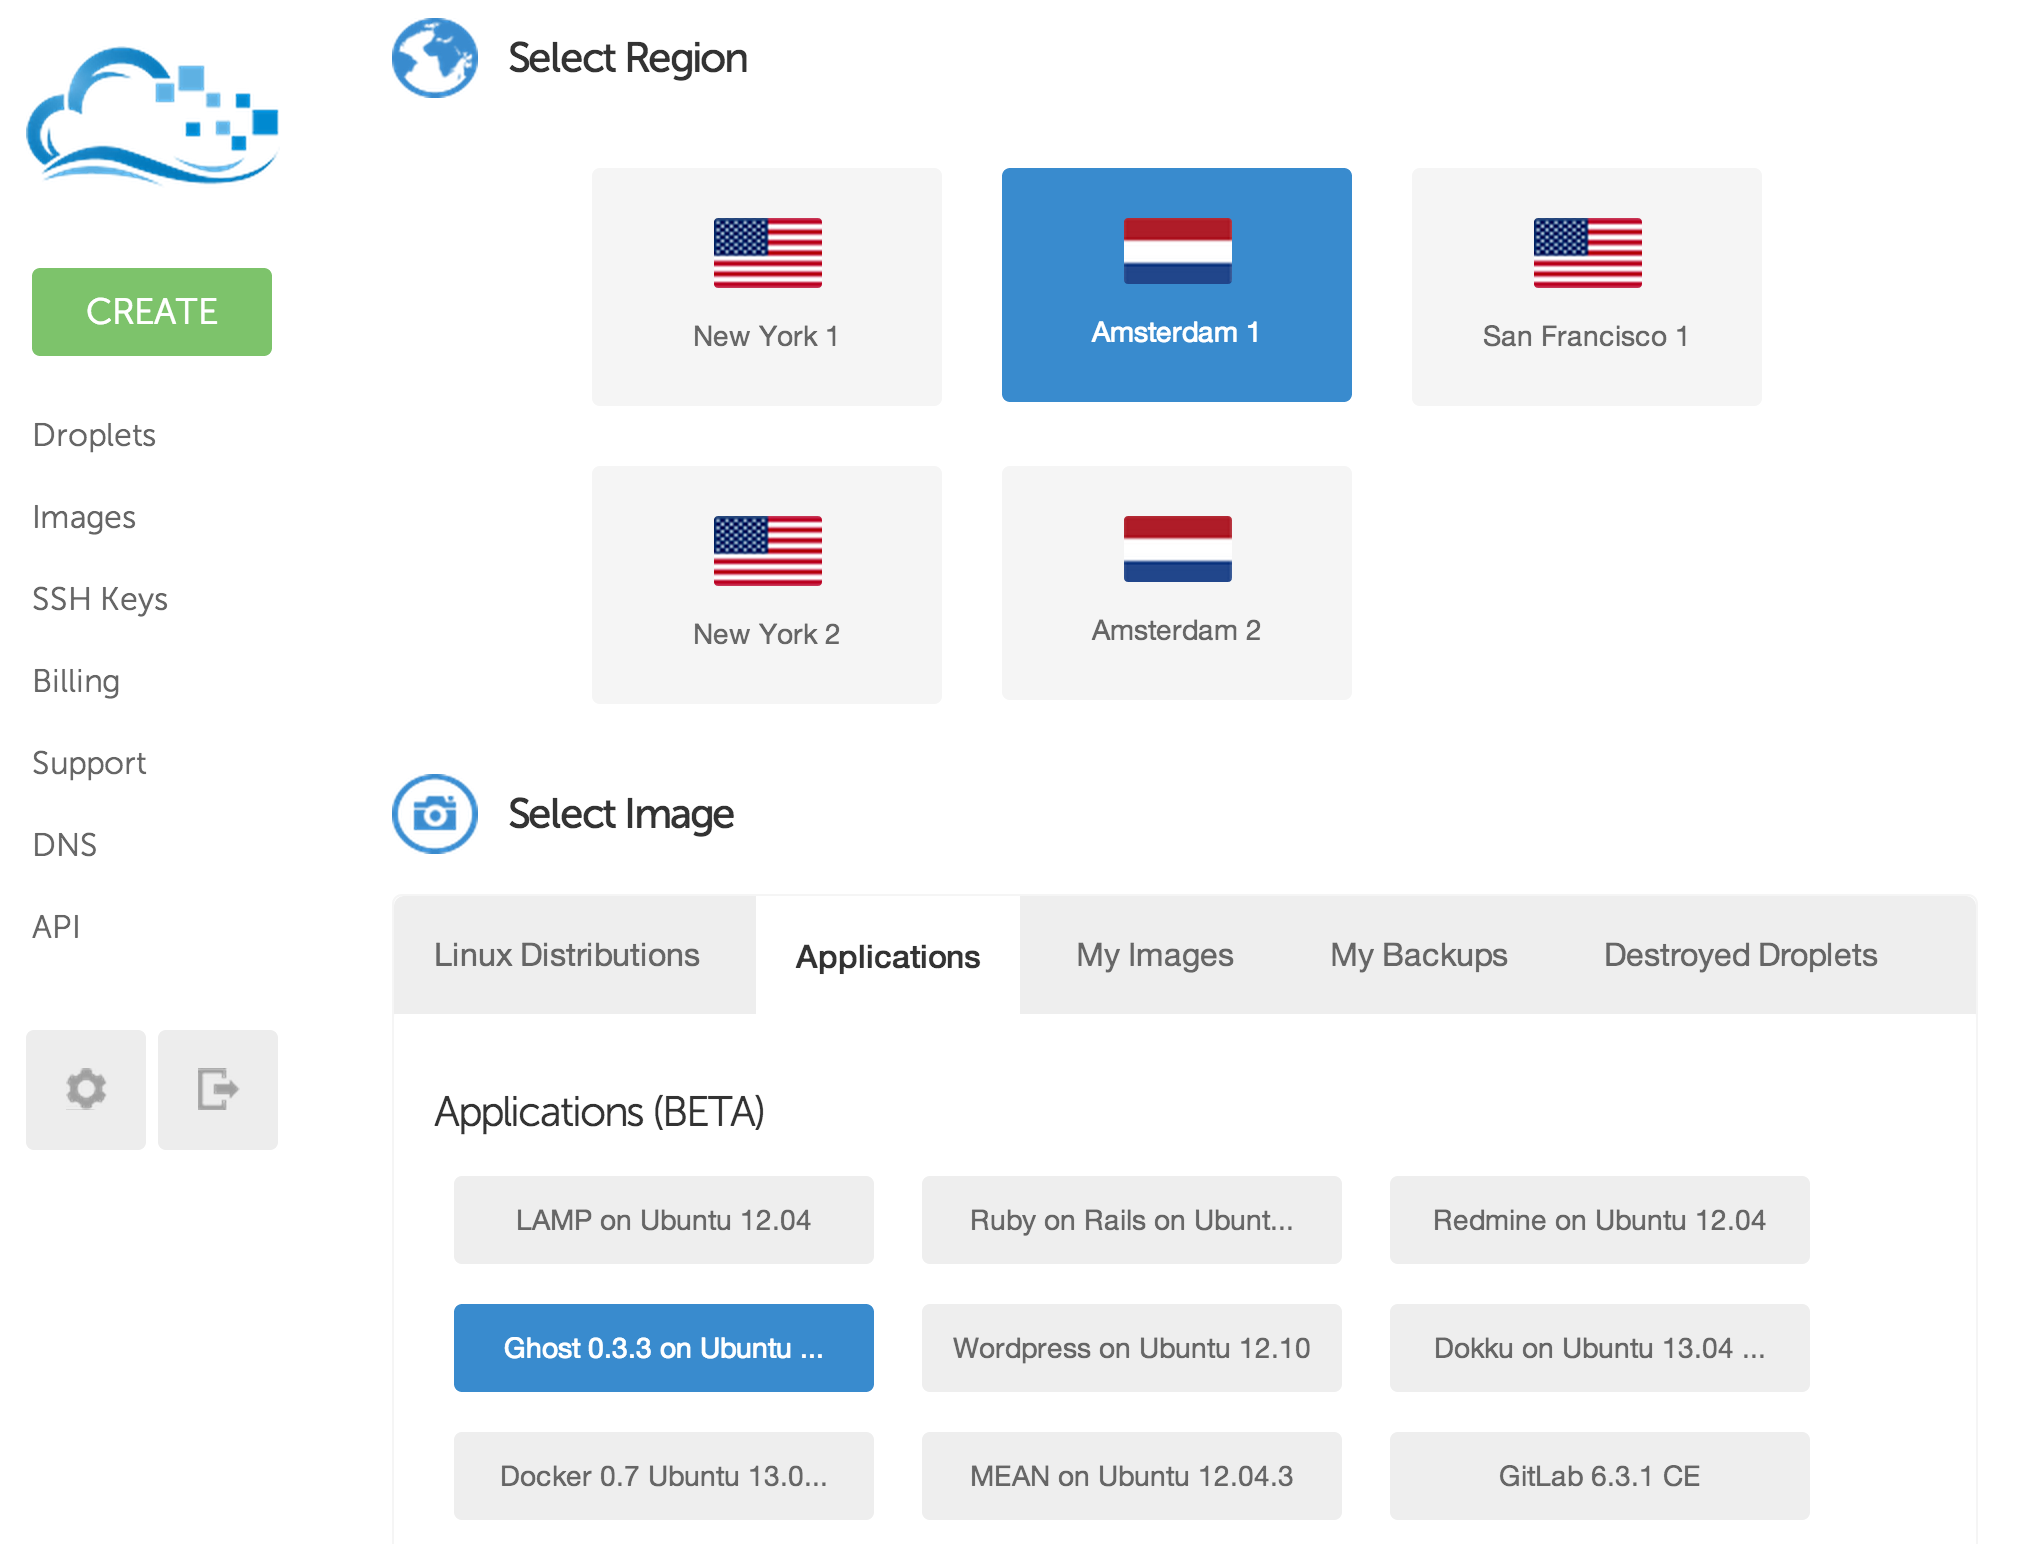 Select Region
New York 1
Amsterdam 1
San Francisco 1
New York 2
Amsterdam 2
CREATE
Droplets
Images
SSH Keys
Billing
Support
DNS
API
Select Image
Linux Distributions
Applications
My Images
My Backups
Destroyed Droplets
Applications (BETA)
LAMP on Ubuntu 12.04
Ruby on Rails on Ubunt...
Redmine on Ubuntu 12.04
Ghost 0.3.3 on Ubuntu ...
Wordpress on Ubuntu 12.10
Dokku on Ubuntu 13.04 ...
Docker 0.7 Ubuntu 13.0...
MEAN on Ubuntu 12.04.3
GitLab 6.3.1 CE